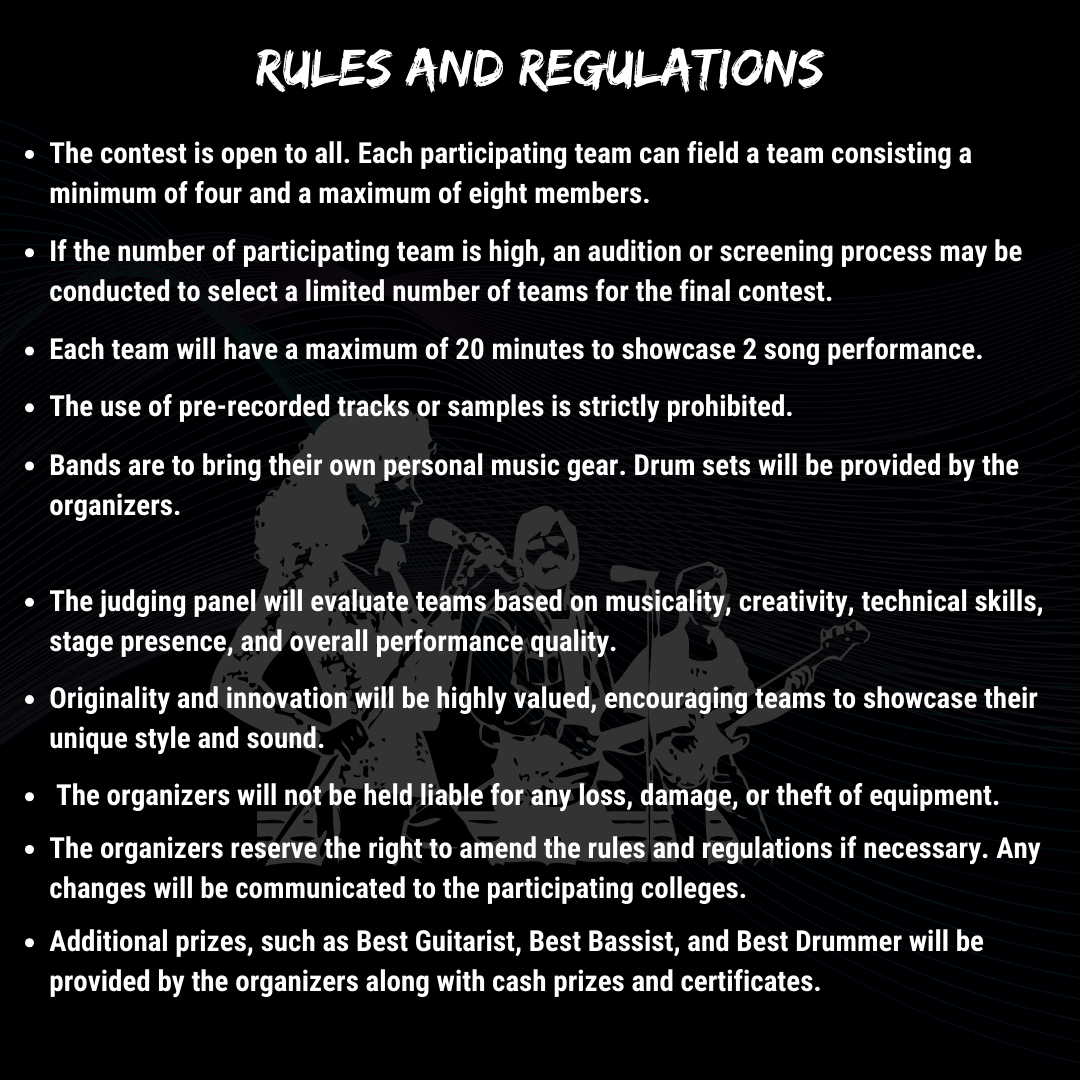 RULES AND REGULATIONS
• The contest is open to all. Each participating team can field a team consisting a
minimum of four and a maximum of eight members.
• If the number of participating team is high, an audition or screening process may be
conducted to select a limited number of teams for the final contest.
• Each team will have a maximum of 20 minutes to showcase 2 song performance.
• The use of pre-recorded tracks or samples is strictly prohibited.
• Bands are to bring their own personal music gear. Drum sets will be provided by the
organizers.
• The judging panel will evaluate teams based on musicality, creativity, technical skills,
stage presence, and overall performance quality.
• Originality and innovation will be highly valued, encouraging teams to showcase their
unique style and sound.
• The organizers will not be held liable for any loss, damage, or theft of equipment.
• The organizers reserve the right to amend the rules and regulations if necessary. Any
changes will be communicated to the participating colleges.
• Additional prizes, such as Best Guitarist, Best Bassist, and Best Drummer will be
provided by the organizers along with cash prizes and certificates.